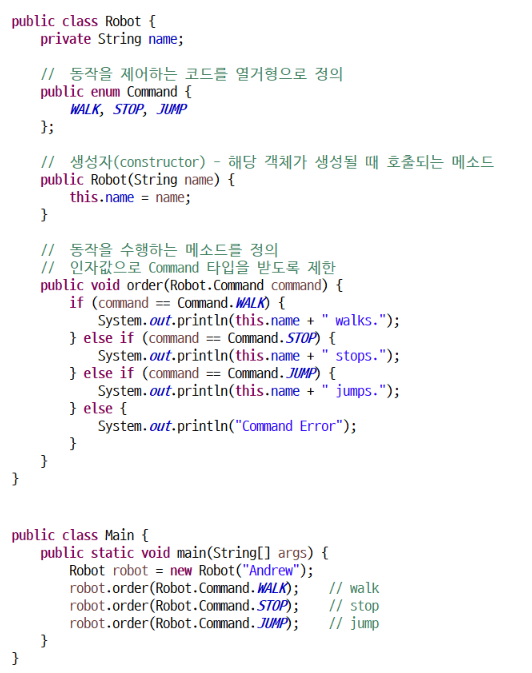 public class Robot {
    private String name;

    // 동작을 제어하는 코드를 열거형으로 정의
    public enum Command {
        WALK, STOP, JUMP
    };

    // 생성자(constructor) - 해당 객체가 생성될 때 호출되는 메소드
    public Robot(String name) {
        this.name = name;
    }

    // 동작을 수행하는 메소드를 정의
    // 인자값으로 Command 타입을 받도록 제한
    public void order(Robot.Command command) {
        if (command == Command.WALK) {
            System.out.println(this.name + " walks.");
        } else if (command == Command.STOP) {
            System.out.println(this.name + " stops.");
        } else if (command == Command.JUMP) {
            System.out.println(this.name + " jumps.");
        } else {
            System.out.println("Command Error");
        }
    }
}


public class Main {
    public static void main(String[] args) {
        Robot robot = new Robot("Andrew");
        robot.order(Robot.Command.WALK);    // walk
        robot.order(Robot.Command.STOP);    // stop
        robot.order(Robot.Command.JUMP);    // jump
    }
}